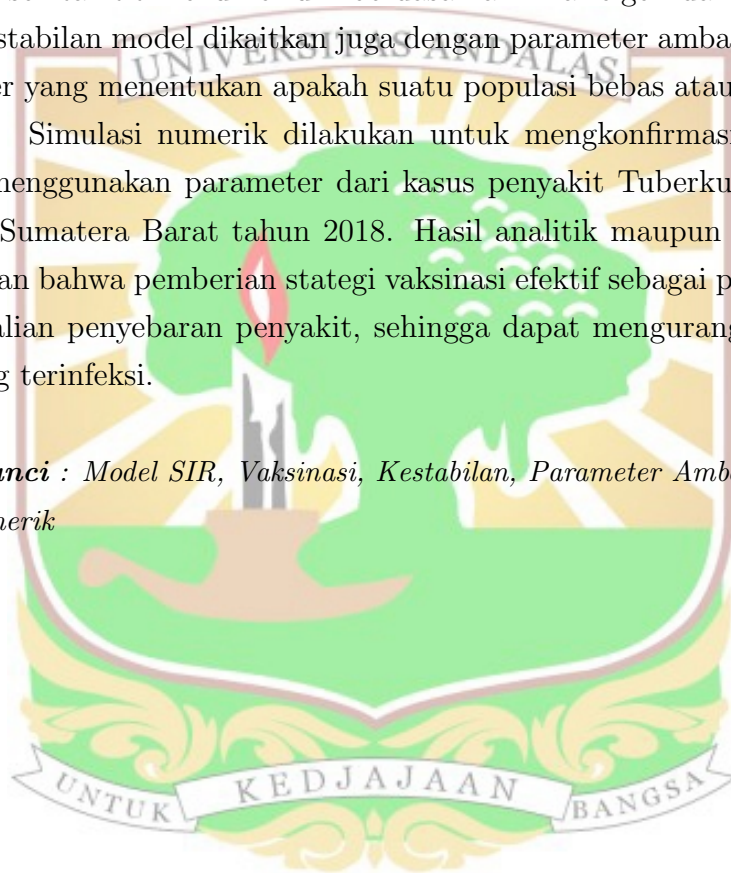 stabilan model dikaitkan juga dengan parameter amba
UNIVERSITAS ANDALAS
er yang menentukan apakah suatu populasi bebas atau
Simulasi numerik dilakukan untuk mengkonfirmasi
menggunakan parameter dari kasus penyakit Tuberku
Sumatera Barat tahun 2018. Hasil analitik maupun
an bahwa pemberian stategi vaksinasi efektif sebagai p
alian penyebaran penyakit, sehingga dapat mengurang
g terinfeksi.
unci : Model SIR, Vaksinasi, Kestabilan, Parameter Amb
nerik
UNTUK KEDJAJAAN BANGSA